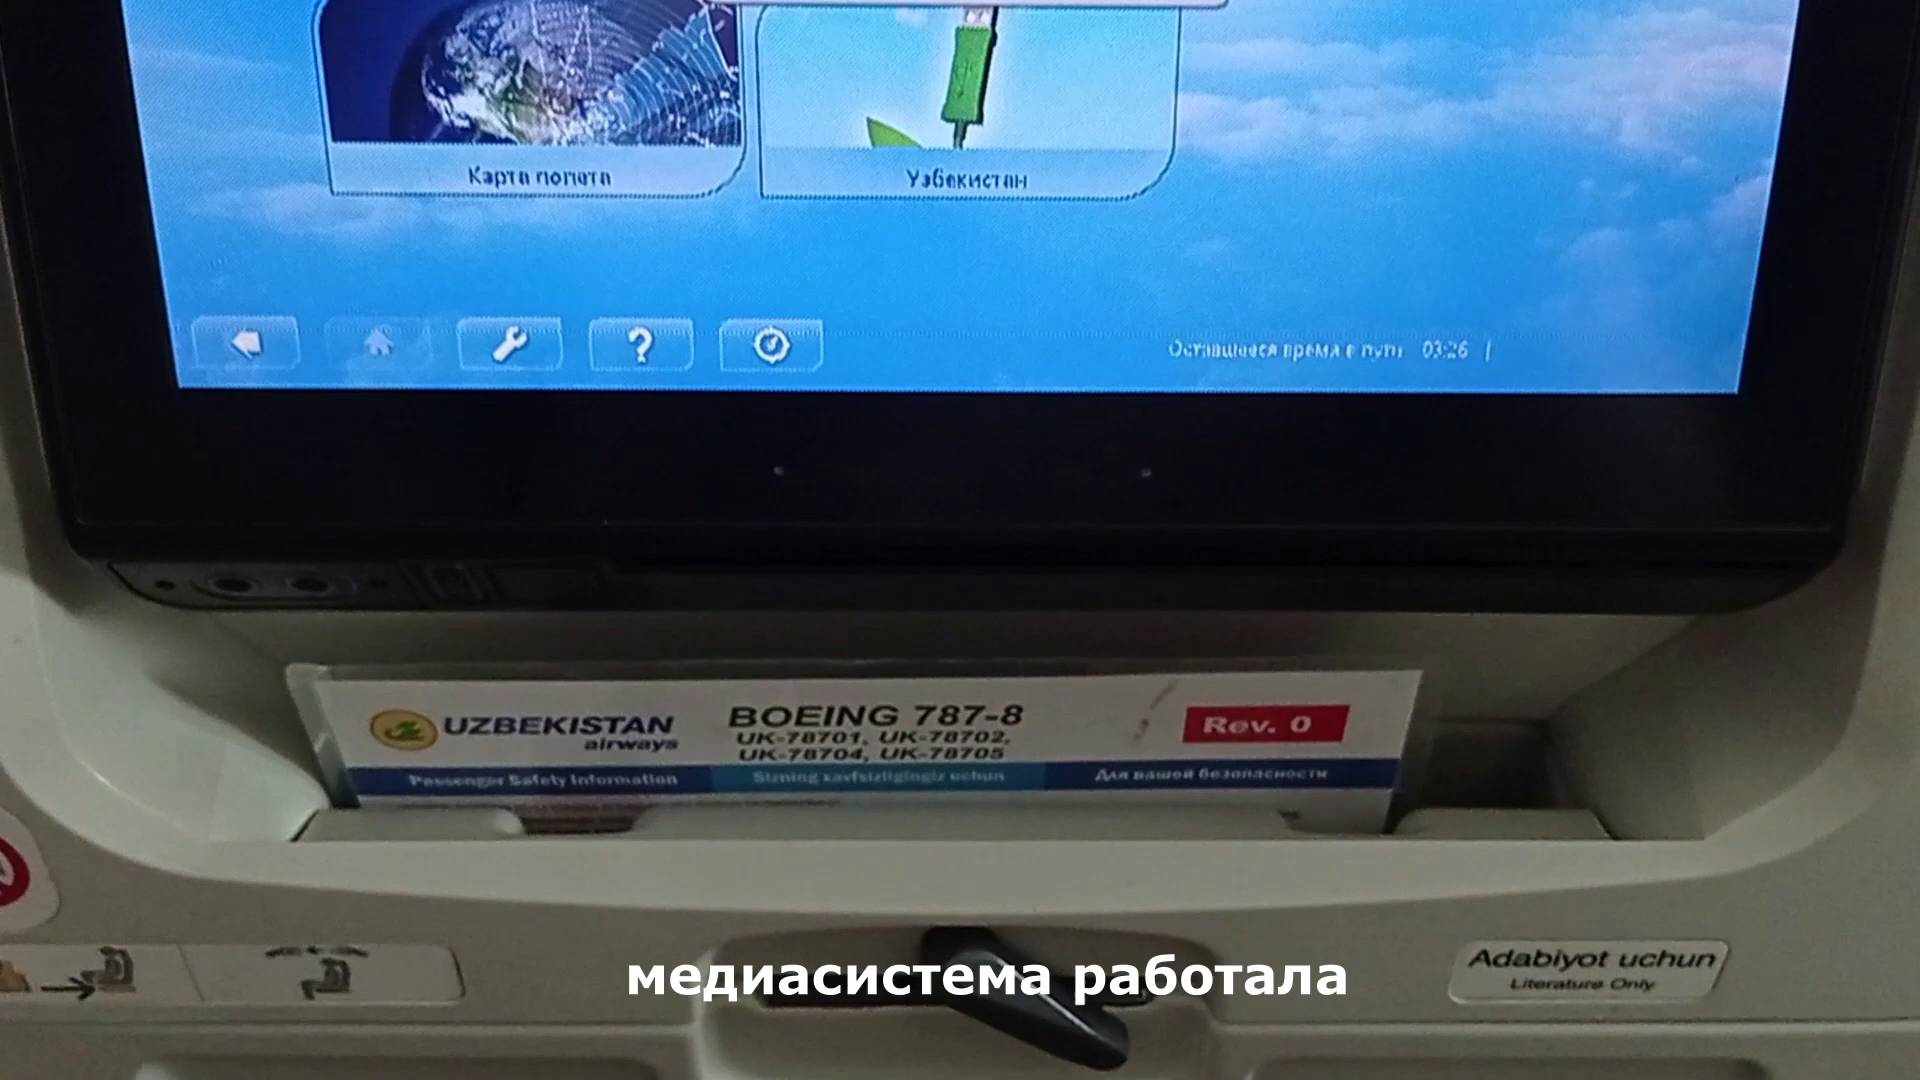 Карта полета
Узбекистан
Оставшееся время в пути 03:26 |
UZBEKISTAN
airways
BOEING 787-8
UK-78701, UK-78702,
UK-78704, UK-78705
Rev. 0
Passenger Safety Information
Sizning xavfsizligingiz uchun
Для вашей безопасности
медиасистема работала
Adabiyot uchun
Literature Only